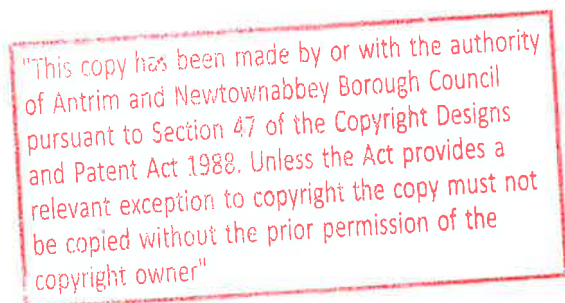 "This copy has been made by or with the authority
of Antrim and Newtownabbey Borough Council
pursuant to Section 47 of the Copyright Designs
and Patent Act 1988. Unless the Act provides a
relevant exception to copyright the copy must not
be copied without the prior permission of the
copyright owner"